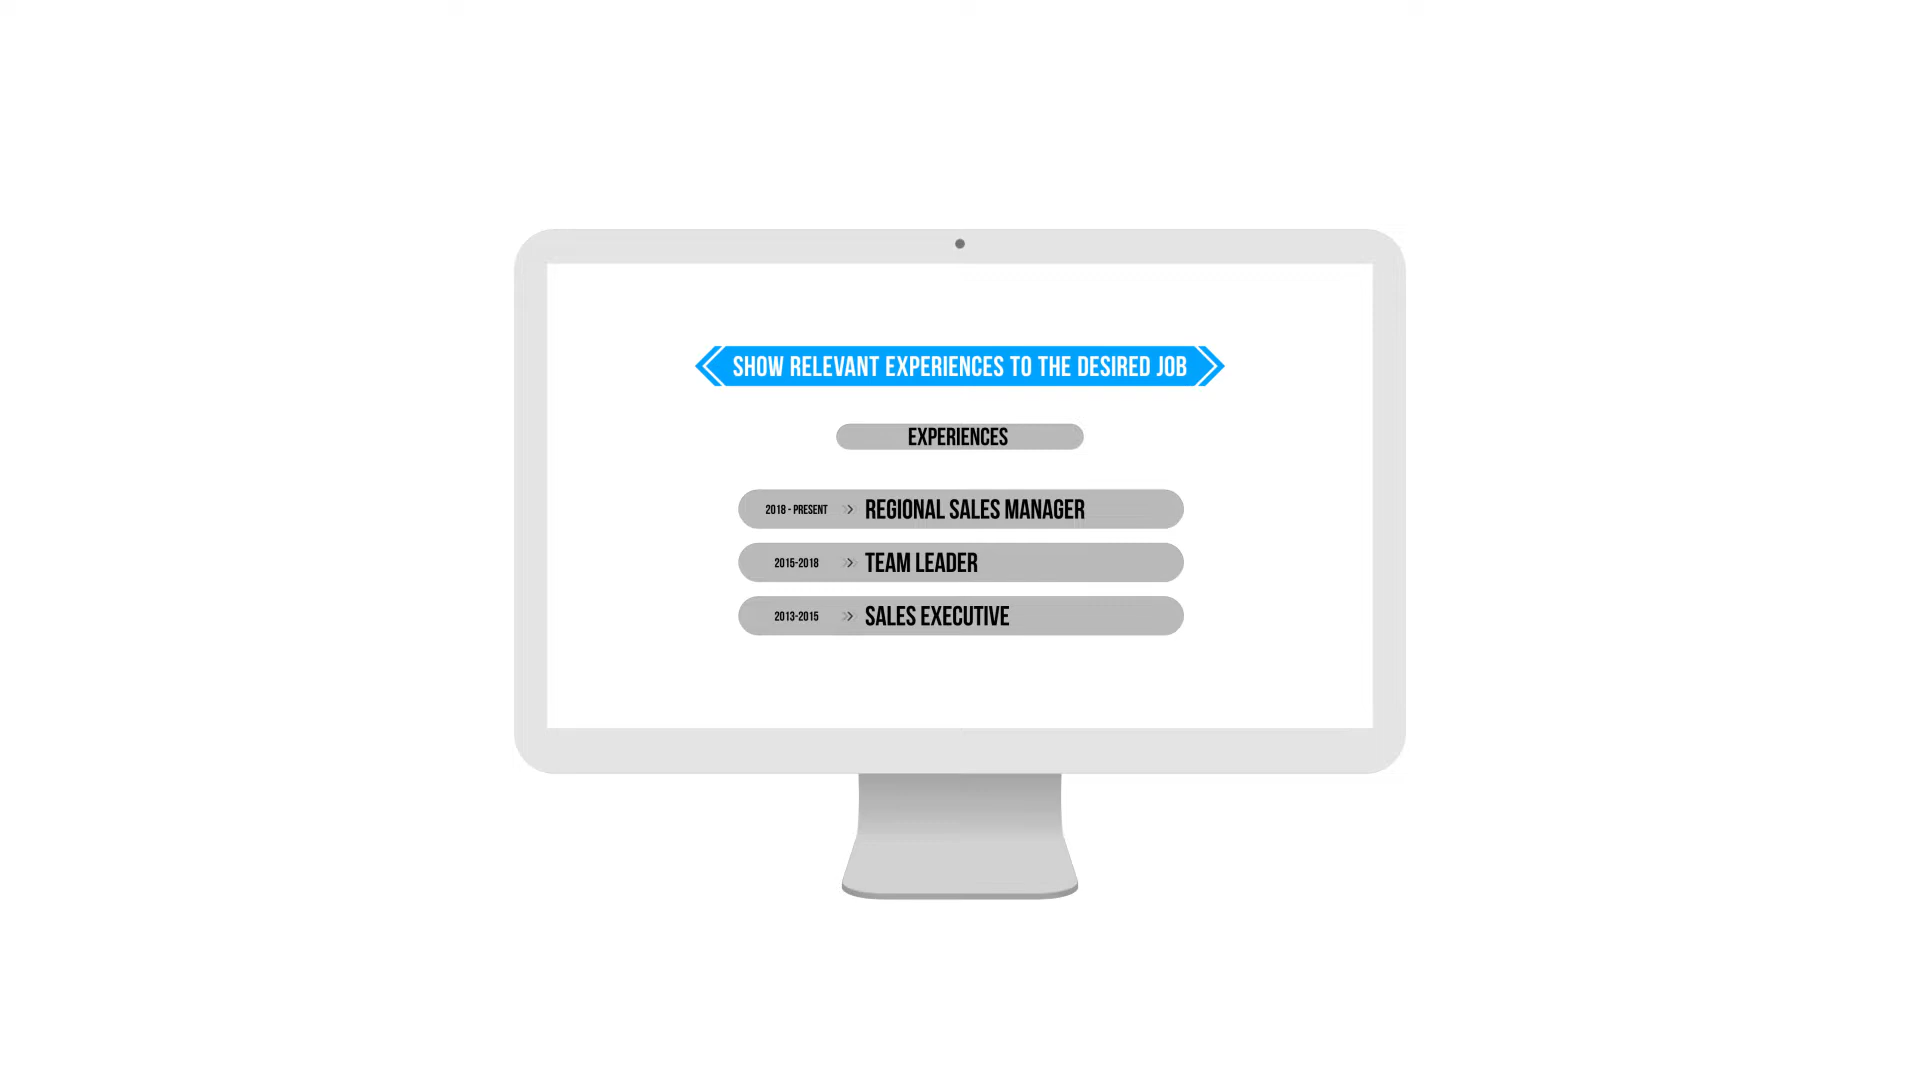 SHOW RELEVANT EXPERIENCES TO THE DESIRED JOB
EXPERIENCES
2018 - PRESENT REGIONAL SALES MANAGER
2015-2018 TEAM LEADER
2013-2015 SALES EXECUTIVE